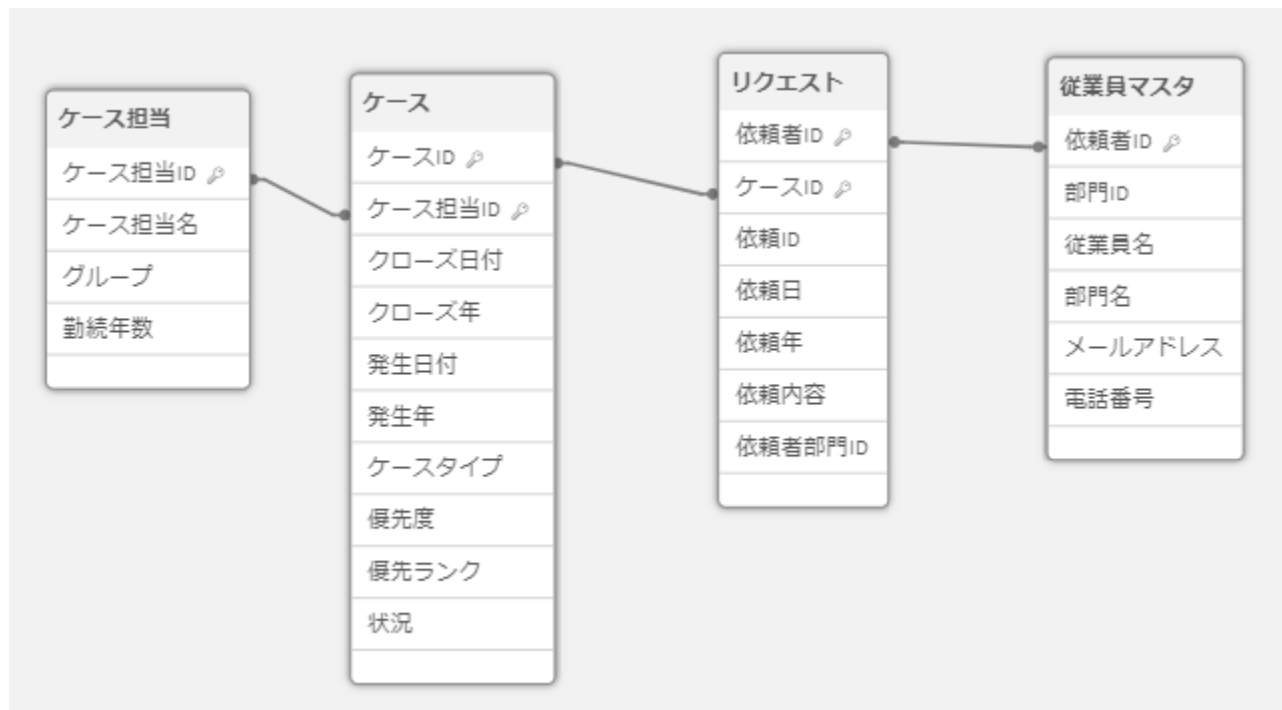 ケース担当
ケース担当ID
ケース担当名
グループ
勤続年数
ケース
ケースID
ケース担当ID
クローズ日付
クローズ年
発生日付
発生年
ケースタイプ
優先度
優先ランク
状況
リクエスト
依頼者ID
ケースID
依頼ID
依頼日
依頼年
依頼内容
依頼者部門ID
従業員マスタ
依頼者ID
部門ID
従業員名
部門名
メールアドレス
電話番号